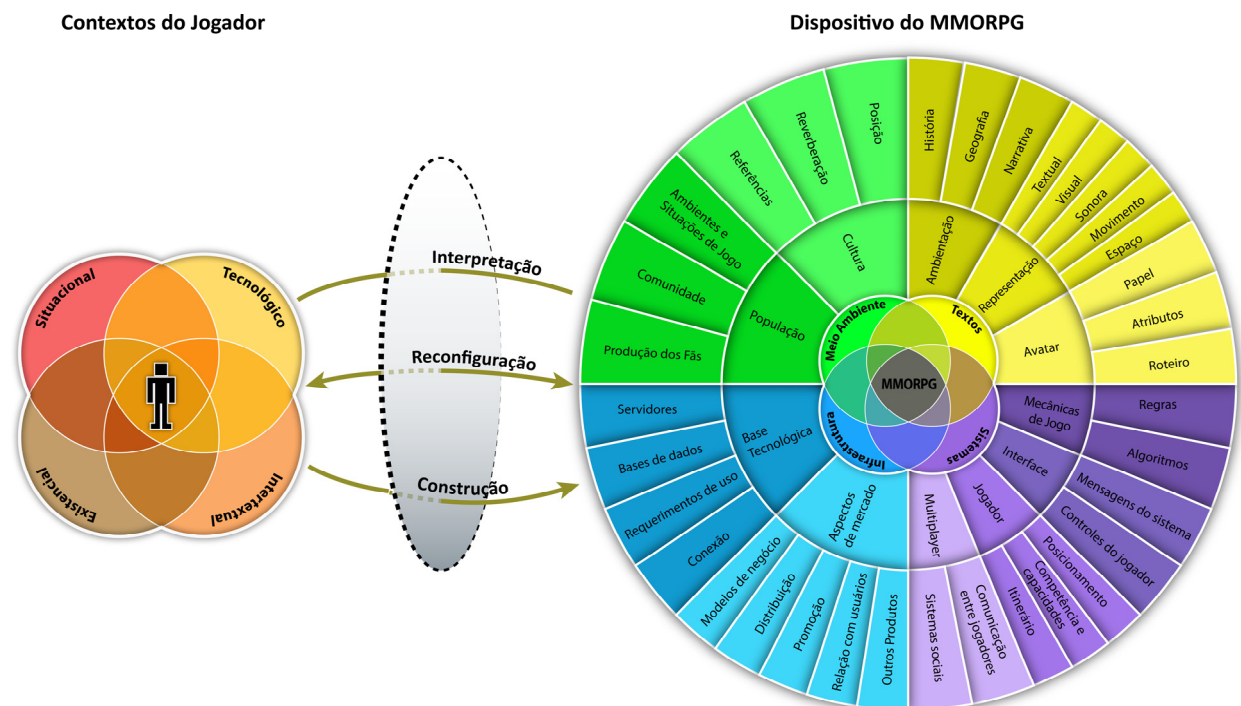 Contextos do Jogador
Dispositivo do MMORPG
Situacional
Tecnológico
Existencial
Intertextual
Interpretação
Reconfiguração
Construção
MMORPG
Meio Ambiente
Textos
Sistemas
Infraestrutura
Cultura
População
Ambientação
Representação
Avatar
Mecânicas
de Jogo
Interface
Jogador
Multiplayer
Aspectos
de mercado
Base
Tecnológica
História
Geografia
Narrativa
Textual
Visual
Sonora
Movimento
Espaço
Papel
Atributos
Roteiro
Regras
Algoritmos
Mensagens do sistema
Controles do jogador
Posicionamento
Competência e
capacidades
Itinerário
Comunicação
entre jogadores
Sistemas sociais
Outros Produtos
Relação com usuários
Promoção
Distribuição
Modelos de negócio
Conexão
Requerimentos de uso
Bases de dados
Servidores
Produção dos Fãs
Comunidade
Ambientes e
Situações de Jogo
Referências
Reverberação
Posição